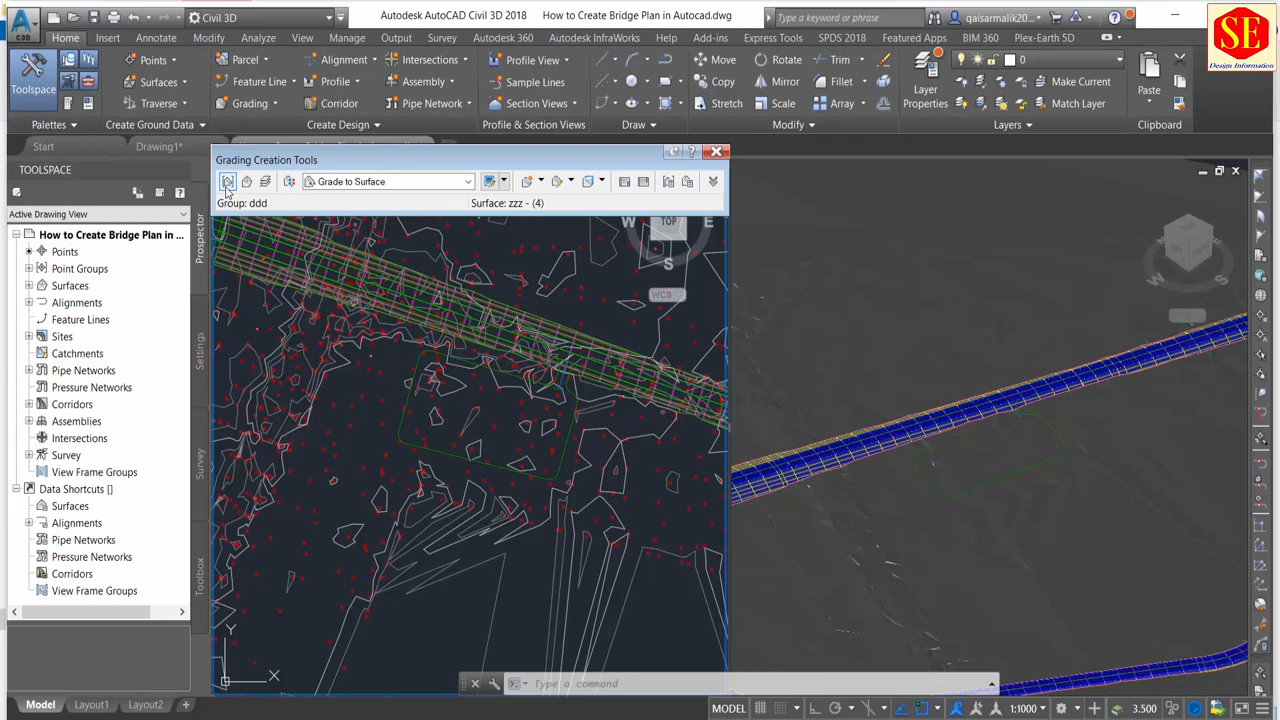 Civil 3D
Autodesk AutoCAD Civil 3D 2018 How to Create Bridge Plan in Autocad.dwg
Type a keyword or phrase
qaisarmalik20...
SE
Design Information
C3D
Home Insert Annotate Modify Analyze View Manage Output Survey Autodesk 360 Autodesk InfraWorks Help Add-ins Express Tools SPDS 2018 Featured Apps BIM 360 Plex-Earth 5D
Toolspace
Points
Surfaces
Traverse
Parcel
Feature Line
Grading
Alignment
Profile
Corridor
Intersections
Assembly
Pipe Network
Profile View
Sample Lines
Section Views
Move
Copy
Stretch
Rotate
Mirror
Scale
Trim
Fillet
Array
Layer
Properties
0
Make Current
Match Layer
Paste
Palettes Create Ground Data Create Design Profile & Section Views Draw Modify Layers Clipboard
Start Drawing1*
Grading Creation Tools
Grade to Surface
Group: ddd Surface: zzz - (4)
TOOLSPACE
Active Drawing View
How to Create Bridge Plan in ...
Points
Point Groups
Surfaces
Alignments
Feature Lines
Sites
Catchments
Pipe Networks
Pressure Networks
Corridors
Assemblies
Intersections
Survey
View Frame Groups
Data Shortcuts []
Surfaces
Alignments
Pipe Networks
Pressure Networks
Corridors
View Frame Groups
Prospector
Settings
Survey
Toolbox
W TOP E
S
WCS
W S
Y
X
Type a command
Model Layout1 Layout2 +
MODEL 1:1000 3.500